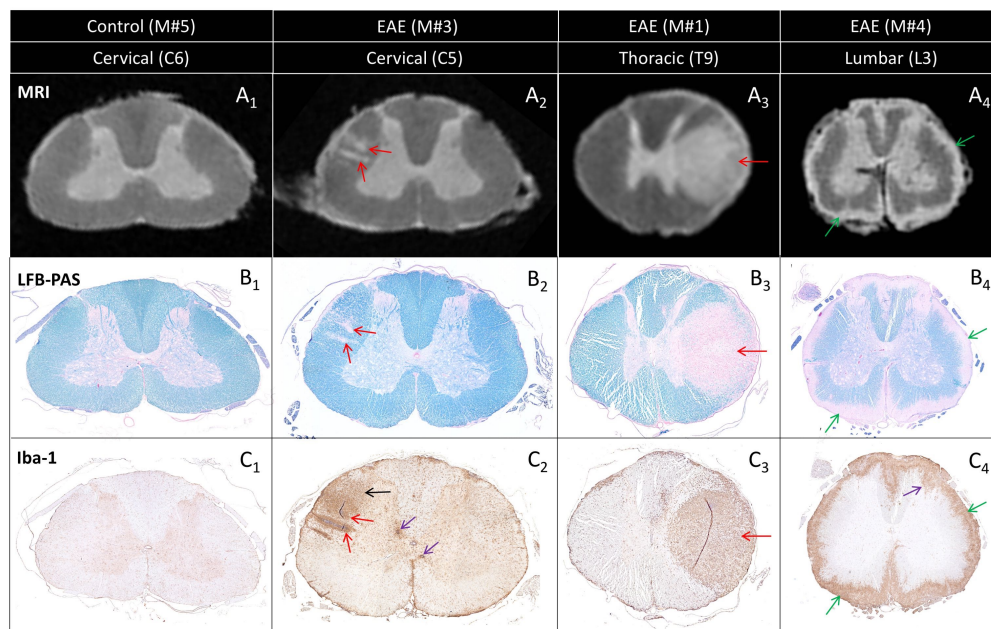 Control (M#5) EAE (M#3) EAE (M#1) EAE (M#4)
Cervical (C6) Cervical (C5) Thoracic (T9) Lumbar (L3)
MRI A1 A2 A3 A4
LFB-PAS B1 B2 B3 B4
Iba-1 C1 C2 C3 C4